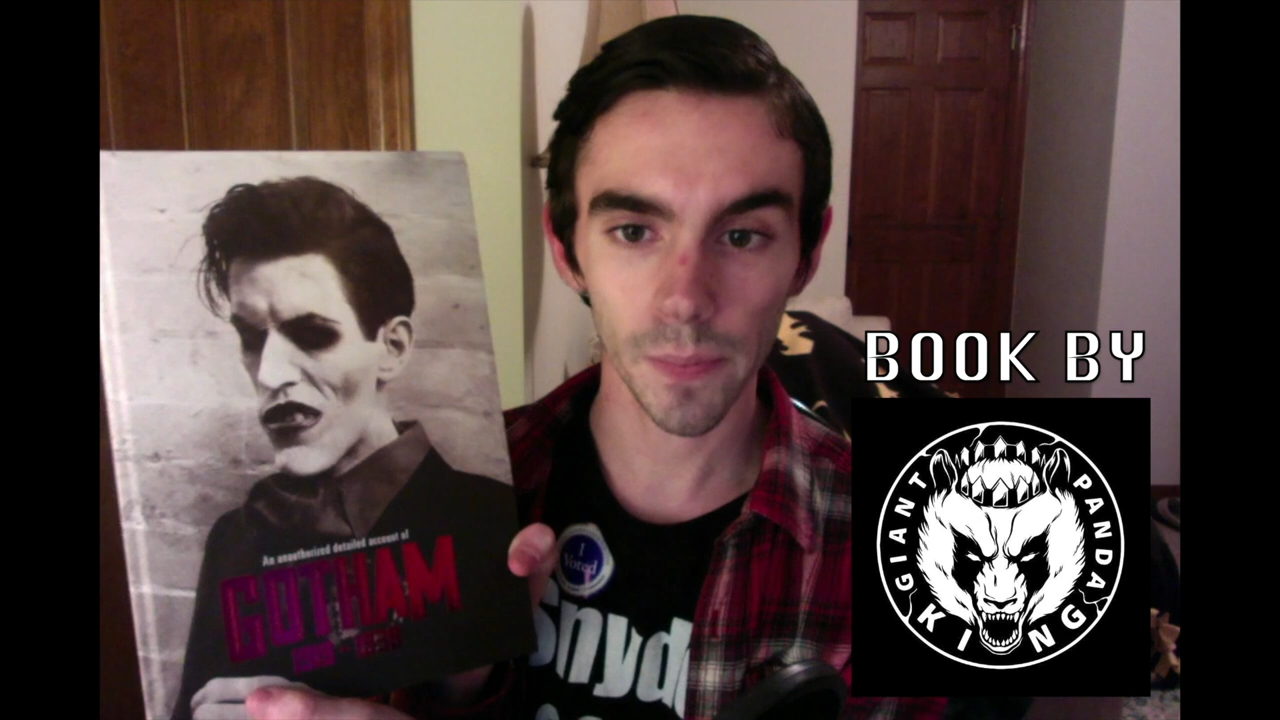 An unauthorized detailed account of
GOTHAM
I
Voted
Snyd
BOOK BY
GIANT PANDA
KING